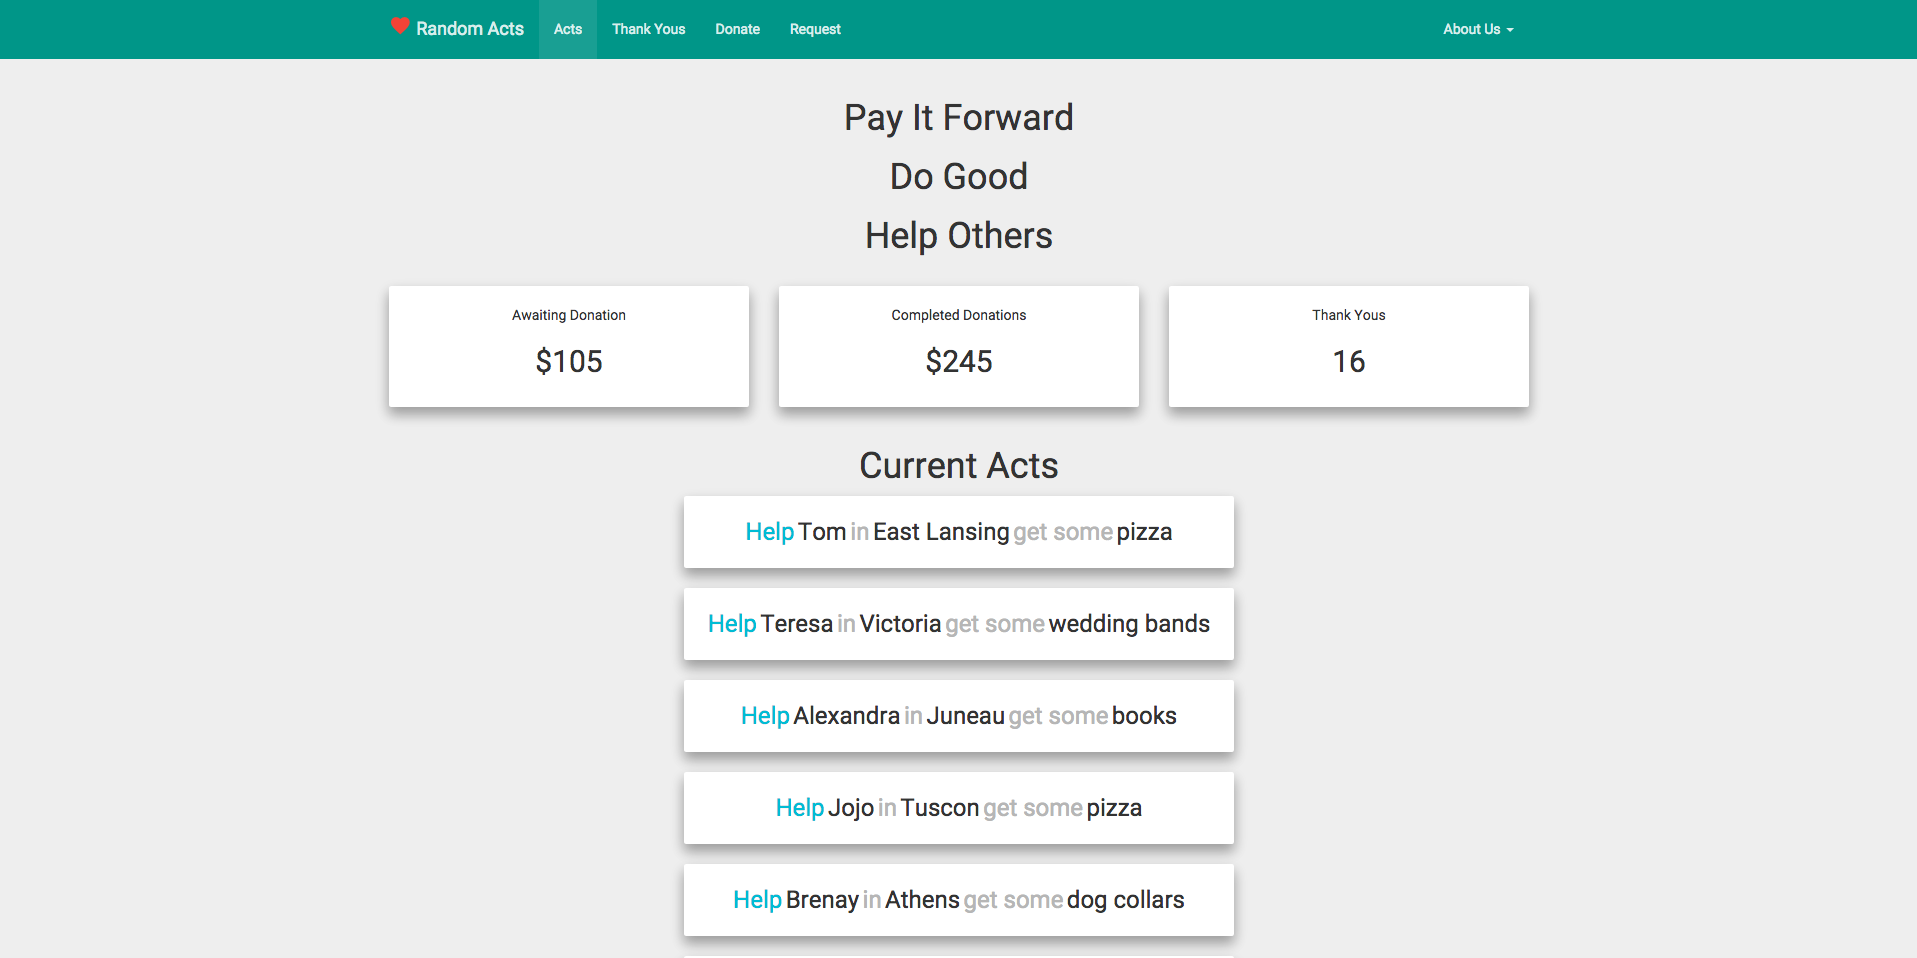 Random Acts Acts Thank Yous Donate Request About Us
Pay It Forward
Do Good
Help Others
Awaiting Donation
$105
Completed Donations
$245
Thank Yous
16
Current Acts
Help Tom in East Lansing get some pizza
Help Teresa in Victoria get some wedding bands
Help Alexandra in Juneau get some books
Help Jojo in Tuscon get some pizza
Help Brenay in Athens get some dog collars